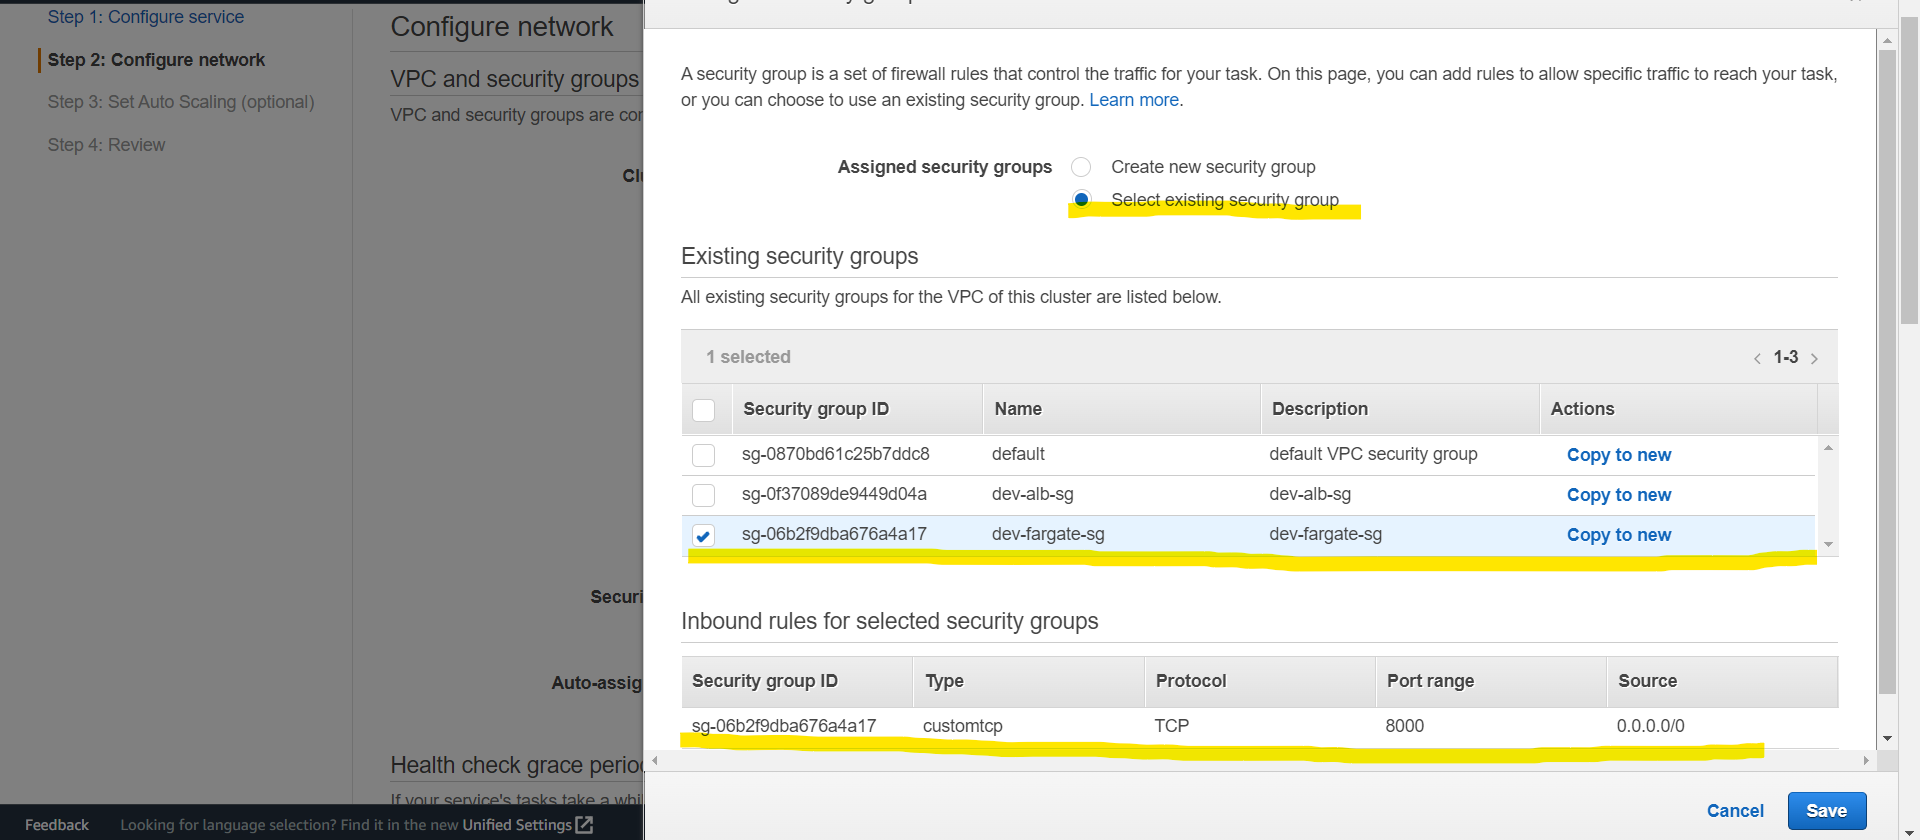 Step 1: Configure service
Step 2: Configure network
Step 3: Set Auto Scaling (optional)
Step 4: Review
Configure network
VPC and security groups
VPC and security groups are cor
Clu
Securi
Auto-assig
Health check grace perio
If your service's tasks take a whil
A security group is a set of firewall rules that control the traffic for your task. On this page, you can add rules to allow specific traffic to reach your task,
or you can choose to use an existing security group. Learn more.
Assigned security groups
Create new security group
Select existing security group
Existing security groups
All existing security groups for the VPC of this cluster are listed below.
1 selected
1-3
Security group ID Name Description Actions
sg-0870bd61c25b7ddc8 default default VPC security group Copy to new
sg-0f37089de9449d04a dev-alb-sg dev-alb-sg Copy to new
sg-06b2f9dba676a4a17 dev-fargate-sg dev-fargate-sg Copy to new
Inbound rules for selected security groups
Security group ID Type Protocol Port range Source
sg-06b2f9dba676a4a17 customtcp TCP 8000 0.0.0.0/0
Cancel Save
Feedback Looking for language selection? Find it in the new Unified Settings